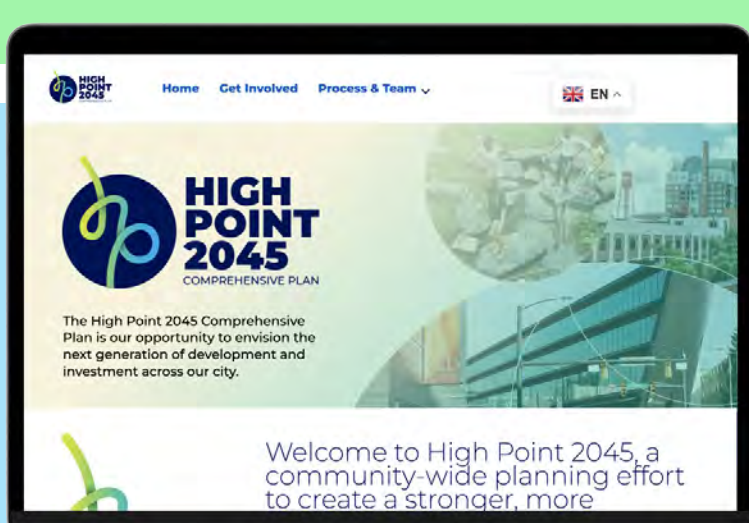 HIGH
POINT
2045
COMPREHENSIVE PLAN
Home Get Involved Process & Team
EN
HIGH
POINT
2045
COMPREHENSIVE PLAN
The High Point 2045 Comprehensive
Plan is our opportunity to envision the
next generation of development and
investment across our city.
Welcome to High Point 2045, a
community-wide planning effort
to create a stronger, more